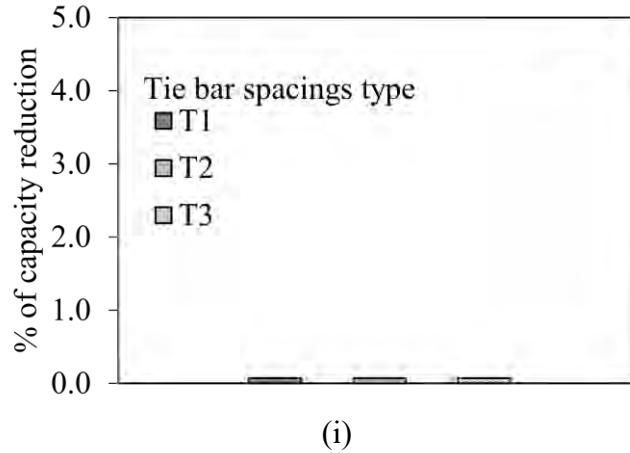 5.0
4.0
3.0
2.0
1.0
0.0
% of capacity reduction
Tie bar spacings type
T1
T2
T3
(i)